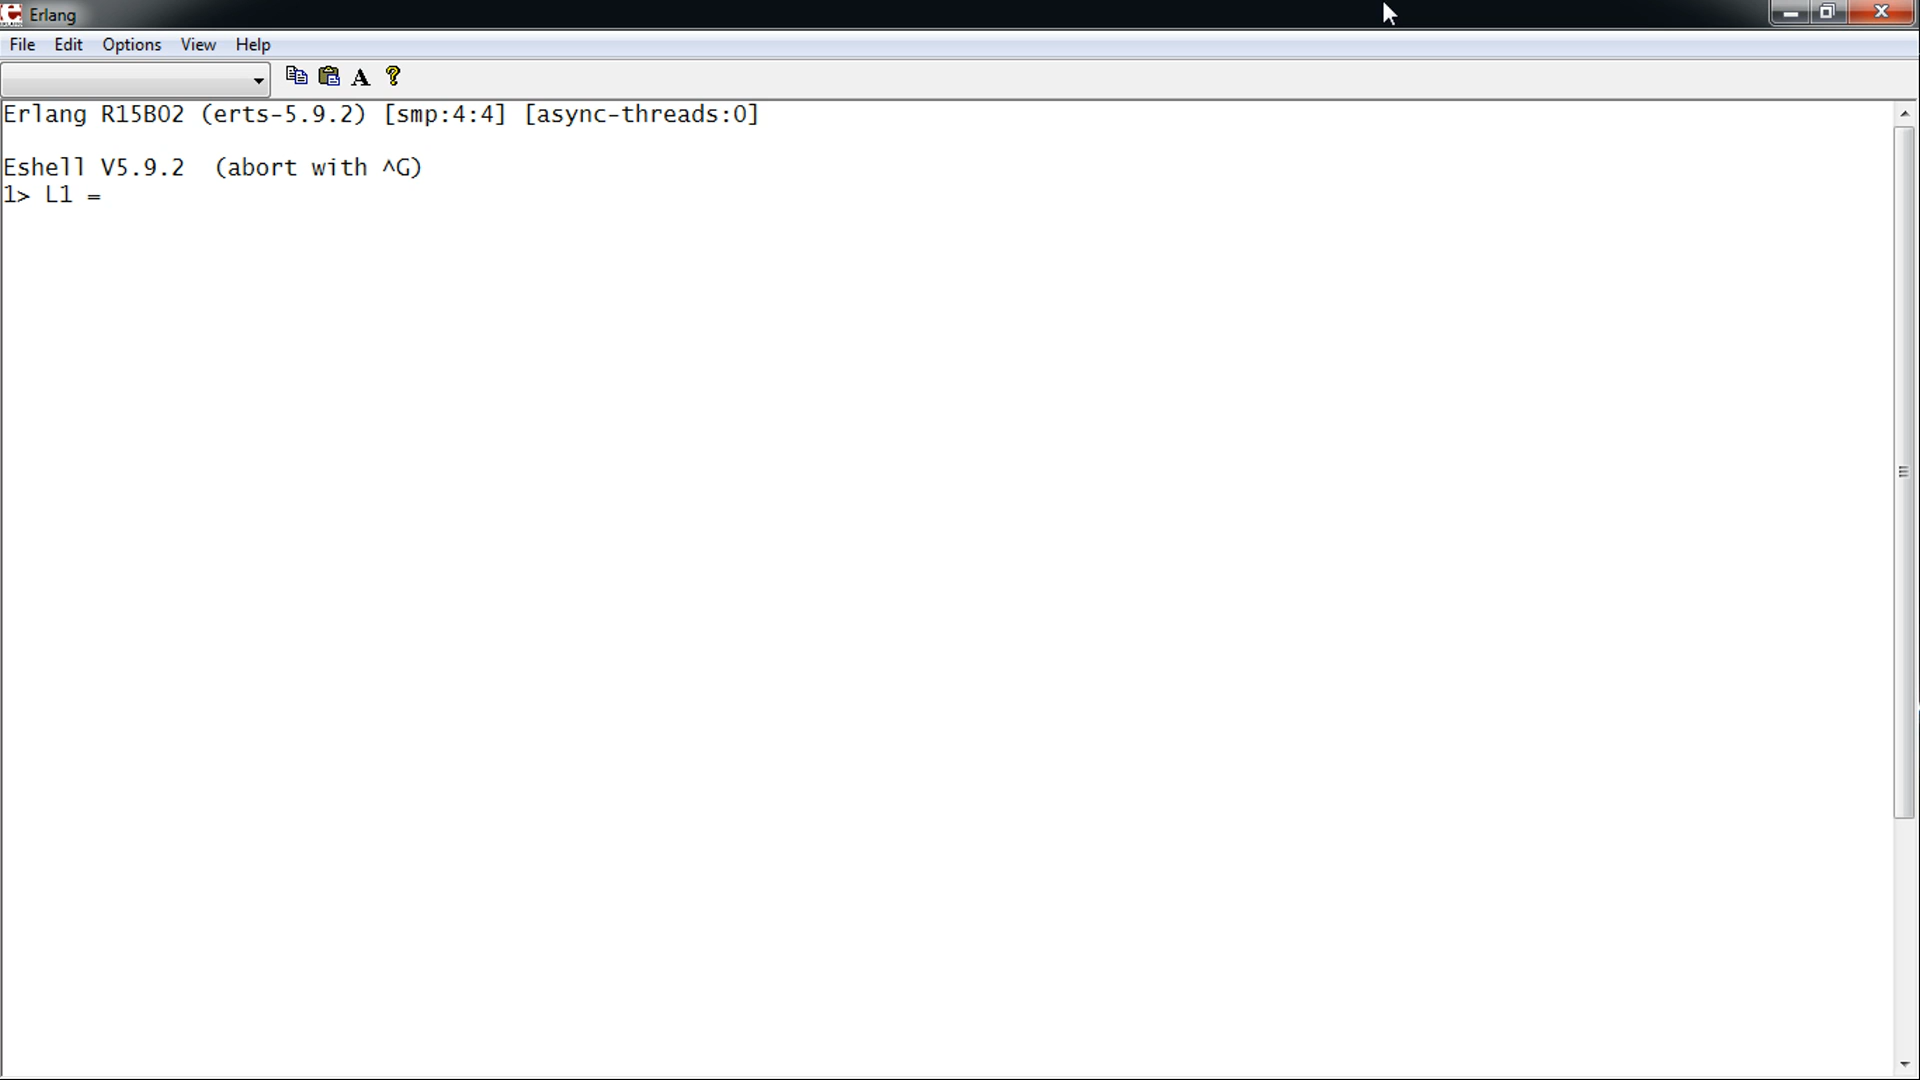 Erlang
File Edit Options View Help
Erlang R15B02 (erts-5.9.2) [smp:4:4] [async-threads:0]
Eshell V5.9.2  (abort with ^G)
1> L1 =